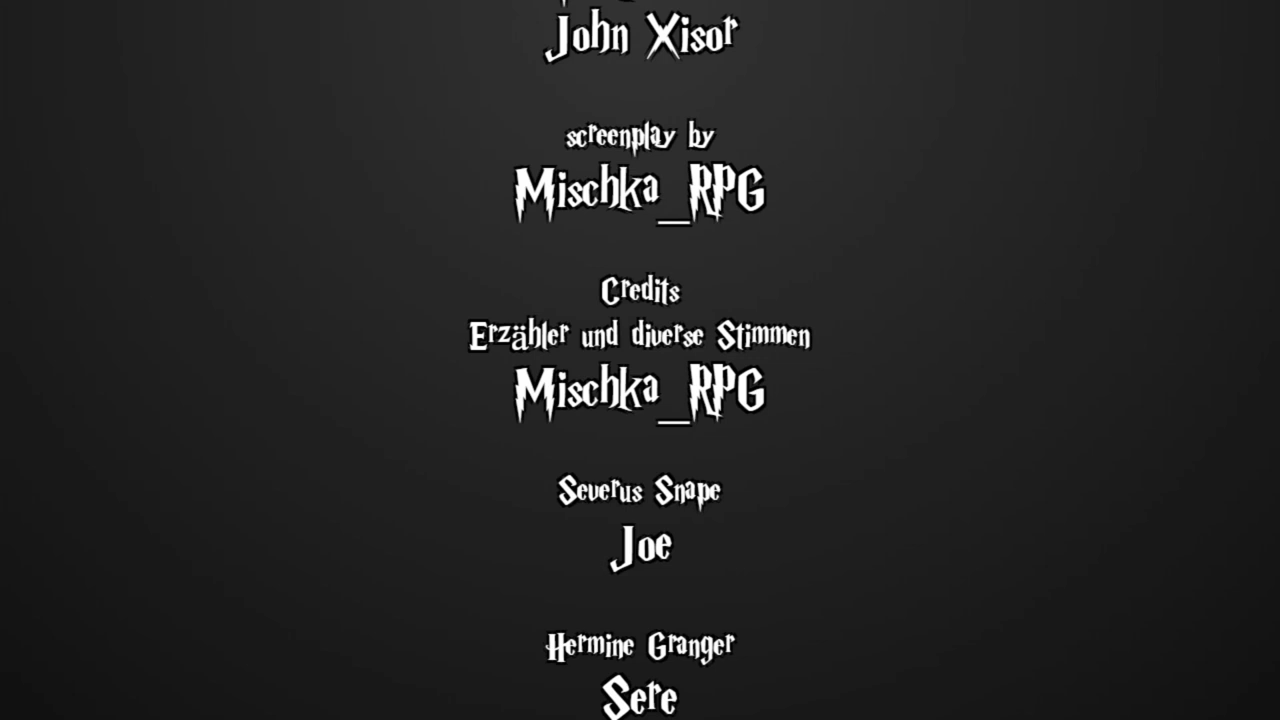 John Xisor
screenplay by
Mischka_RPG
Credits
Erzähler und diverse Stimmen
Mischka_RPG
Severus Snape
Joe
Hermine Granger
Sere